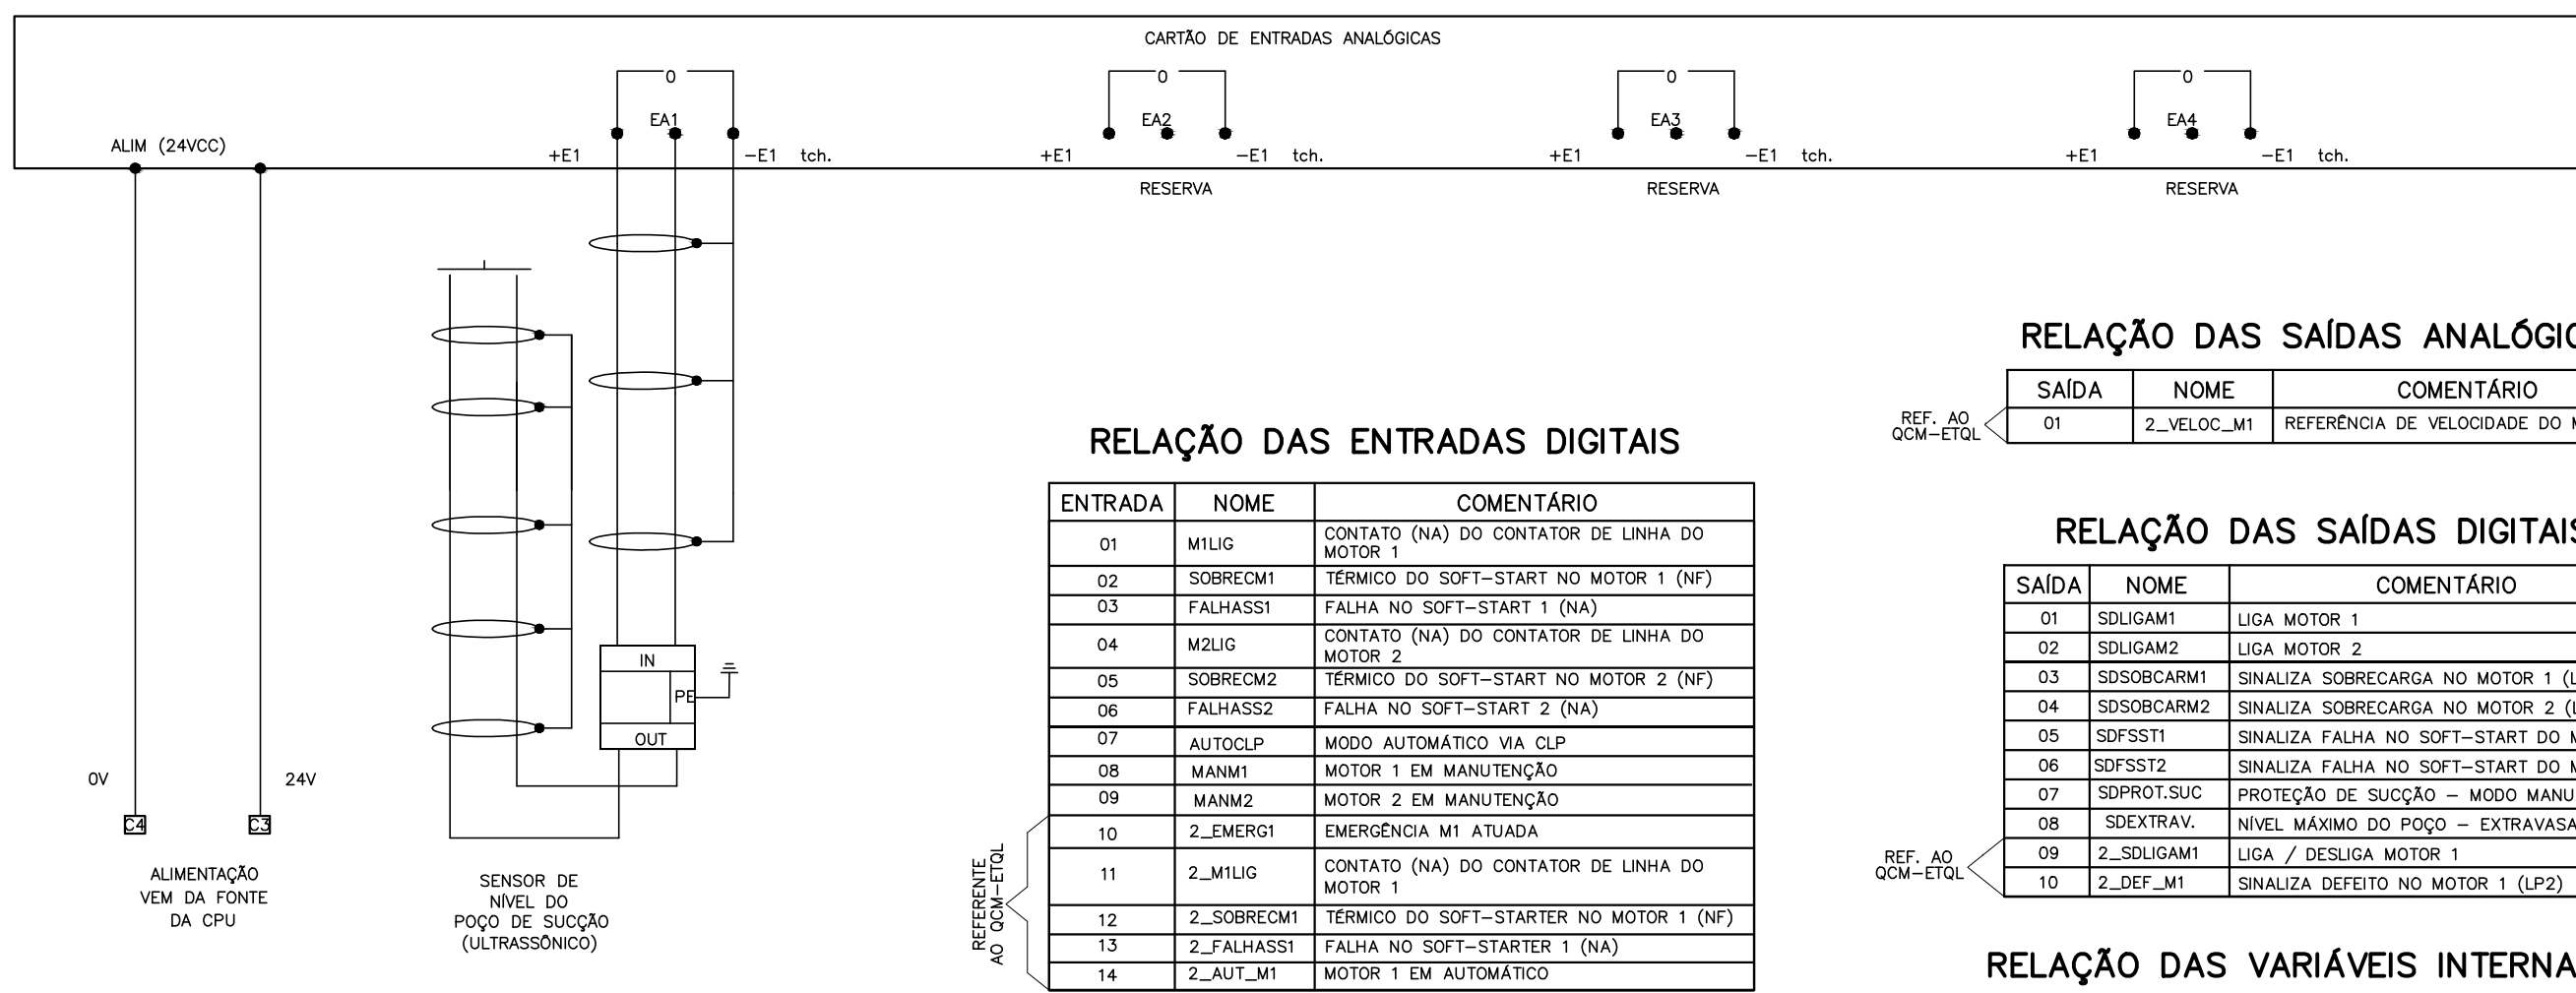 CARTÃO DE ENTRADAS ANALÓGICAS
0
0
0
0
EA1
EA2
EA3
EA4
ALIM (24VCC)
+E1
−E1 tch.
+E1
−E1 tch.
+E1
−E1 tch.
+E1
−E1 tch.
RESERVA
RESERVA
RESERVA
IN
PE
OUT
0V
24V
C4
C3
ALIMENTAÇÃO
VEM DA FONTE
DA CPU
SENSOR DE
NÍVEL DO
POÇO DE SUCÇÃO
(ULTRASSÔNICO)
RELAÇÃO DAS ENTRADAS DIGITAIS
ENTRADA NOME COMENTÁRIO
01 M1LIG CONTATO (NA) DO CONTATOR DE LINHA DO
MOTOR 1
02 SOBRECM1 TÉRMICO DO SOFT−START NO MOTOR 1 (NF)
03 FALHASS1 FALHA NO SOFT−START 1 (NA)
04 M2LIG CONTATO (NA) DO CONTATOR DE LINHA DO
MOTOR 2
05 SOBRECM2 TÉRMICO DO SOFT−START NO MOTOR 2 (NF)
06 FALHASS2 FALHA NO SOFT−START 2 (NA)
07 AUTOCLP MODO AUTOMÁTICO VIA CLP
08 MANM1 MOTOR 1 EM MANUTENÇÃO
09 MANM2 MOTOR 2 EM MANUTENÇÃO
10 2_EMERG1 EMERGÊNCIA M1 ATUADA
11 2_M1LIG CONTATO (NA) DO CONTATOR DE LINHA DO
MOTOR 1
12 2_SOBRECM1 TÉRMICO DO SOFT−STARTER NO MOTOR 1 (NF)
13 2_FALHASS1 FALHA NO SOFT−STARTER 1 (NA)
14 2_AUT_M1 MOTOR 1 EM AUTOMÁTICO
REFERENTE
AO QCM−ETQL
RELAÇÃO DAS SAÍDAS ANALÓGIC
SAÍDA NOME COMENTÁRIO
01 2_VELOC_M1 REFERÊNCIA DE VELOCIDADE DO M
REF. AO
QCM−ETQL
RELAÇÃO DAS SAÍDAS DIGITAIS
SAÍDA NOME COMENTÁRIO
01 SDLIGAM1 LIGA MOTOR 1
02 SDLIGAM2 LIGA MOTOR 2
03 SDSOBCARM1 SINALIZA SOBRECARGA NO MOTOR 1 (L
04 SDSOBCARM2 SINALIZA SOBRECARGA NO MOTOR 2 (L
05 SDFSST1 SINALIZA FALHA NO SOFT−START DO M
06 SDFSST2 SINALIZA FALHA NO SOFT−START DO M
07 SDPROT.SUC PROTEÇÃO DE SUCÇÃO − MODO MANU
08 SDEXTRAV. NÍVEL MÁXIMO DO POÇO − EXTRAVASA
09 2_SDLIGAM1 LIGA / DESLIGA MOTOR 1
10 2_DEF_M1 SINALIZA DEFEITO NO MOTOR 1 (LP2)
REF. AO
QCM−ETQL
RELAÇÃO DAS VARIÁVEIS INTERNA